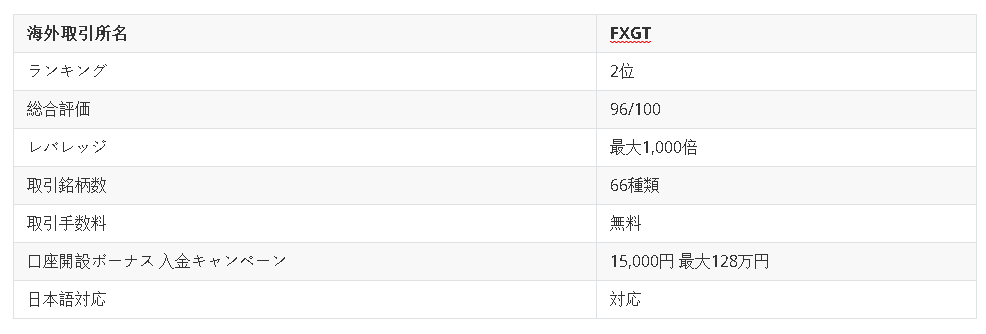 海外取引所名 FXGT
ランキング 2位
総合評価 96/100
レバレッジ 最大1,000倍
取引銘柄数 66種類
取引手数料 無料
口座開設ボーナス 入金キャンペーン 15,000円 最大128万円
日本語対応 対応